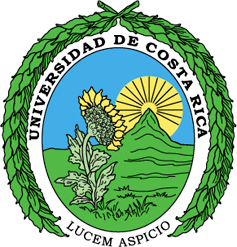 UNIVERSIDAD DE COSTA RICA
LUCEM ASPICIO